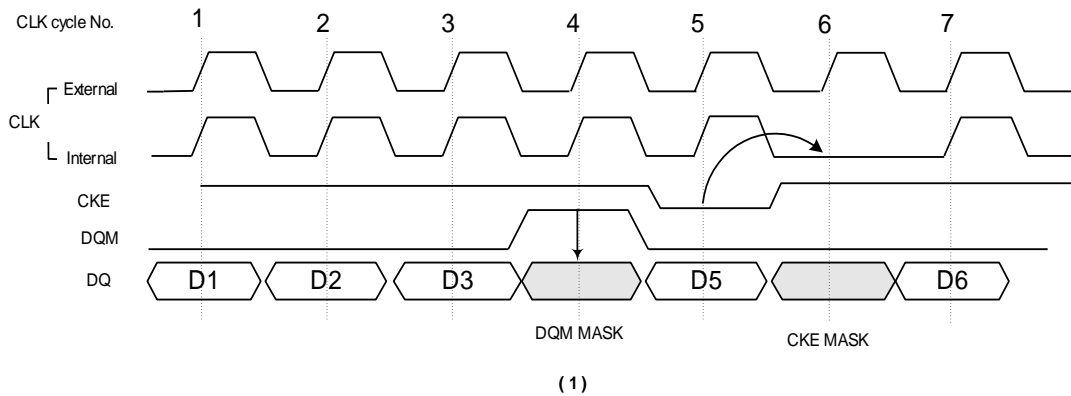 CLK cycle No. 1 2 3 4 5 6 7
External
CLK
Internal
CKE
DQM
DQ D1 D2 D3 D5 D6
DQM MASK CKE MASK
( 1 )